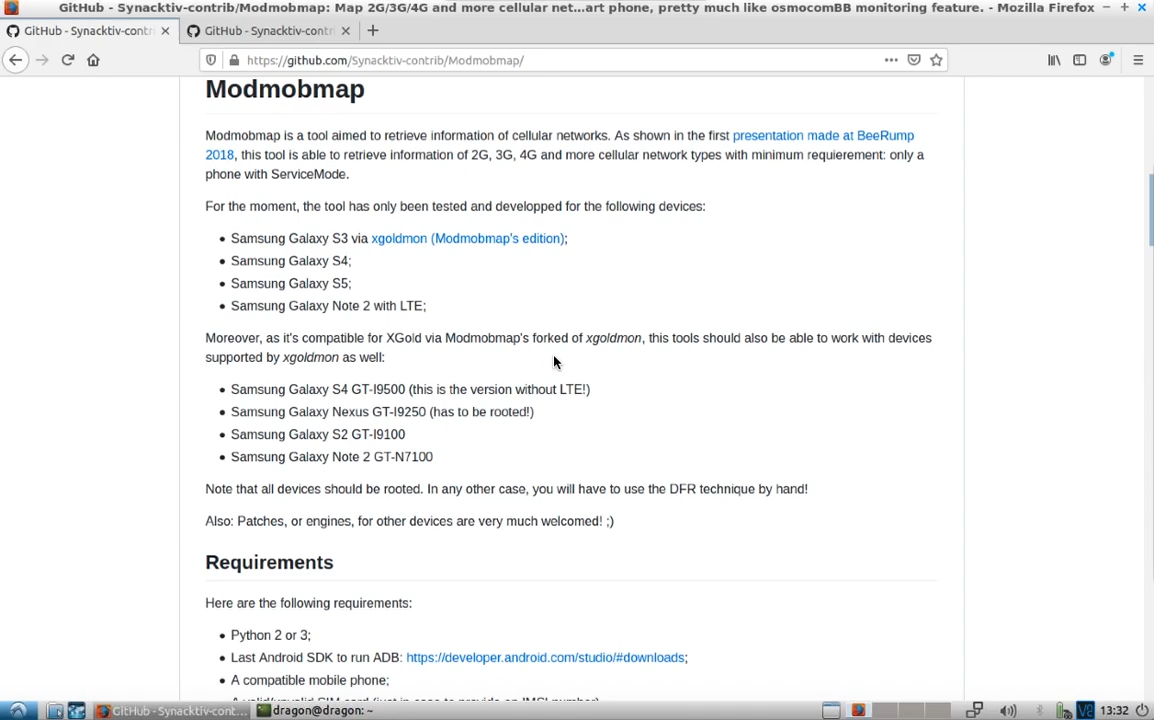 GitHub - Synacktiv-contrib/Modmobmap: Map 2G/3G/4G and more cellular net...art phone, pretty much like osmocomBB monitoring feature. - Mozilla Firefox
GitHub - Synacktiv-contri
GitHub - Synacktiv-contri
https://github.com/Synacktiv-contrib/Modmobmap/
Modmobmap
Modmobmap is a tool aimed to retrieve information of cellular networks. As shown in the first presentation made at BeeRump
2018, this tool is able to retrieve information of 2G, 3G, 4G and more cellular network types with minimum requierement: only a
phone with ServiceMode.
For the moment, the tool has only been tested and developped for the following devices:
Samsung Galaxy S3 via xgoldmon (Modmobmap's edition);
Samsung Galaxy S4;
Samsung Galaxy S5;
Samsung Galaxy Note 2 with LTE;
Moreover, as it's compatible for XGold via Modmobmap's forked of xgoldmon, this tools should also be able to work with devices
supported by xgoldmon as well:
Samsung Galaxy S4 GT-I9500 (this is the version without LTE!)
Samsung Galaxy Nexus GT-I9250 (has to be rooted!)
Samsung Galaxy S2 GT-I9100
Samsung Galaxy Note 2 GT-N7100
Note that all devices should be rooted. In any other case, you will have to use the DFR technique by hand!
Also: Patches, or engines, for other devices are very much welcomed! ;)
Requirements
Here are the following requirements:
Python 2 or 3;
Last Android SDK to run ADB: https://developer.android.com/studio/#downloads;
A compatible mobile phone;
A valid/invalid SIM card (just in case to provide an IMSI number)
GitHub - Synacktiv-cont...
dragon@dragon: ~
13:32